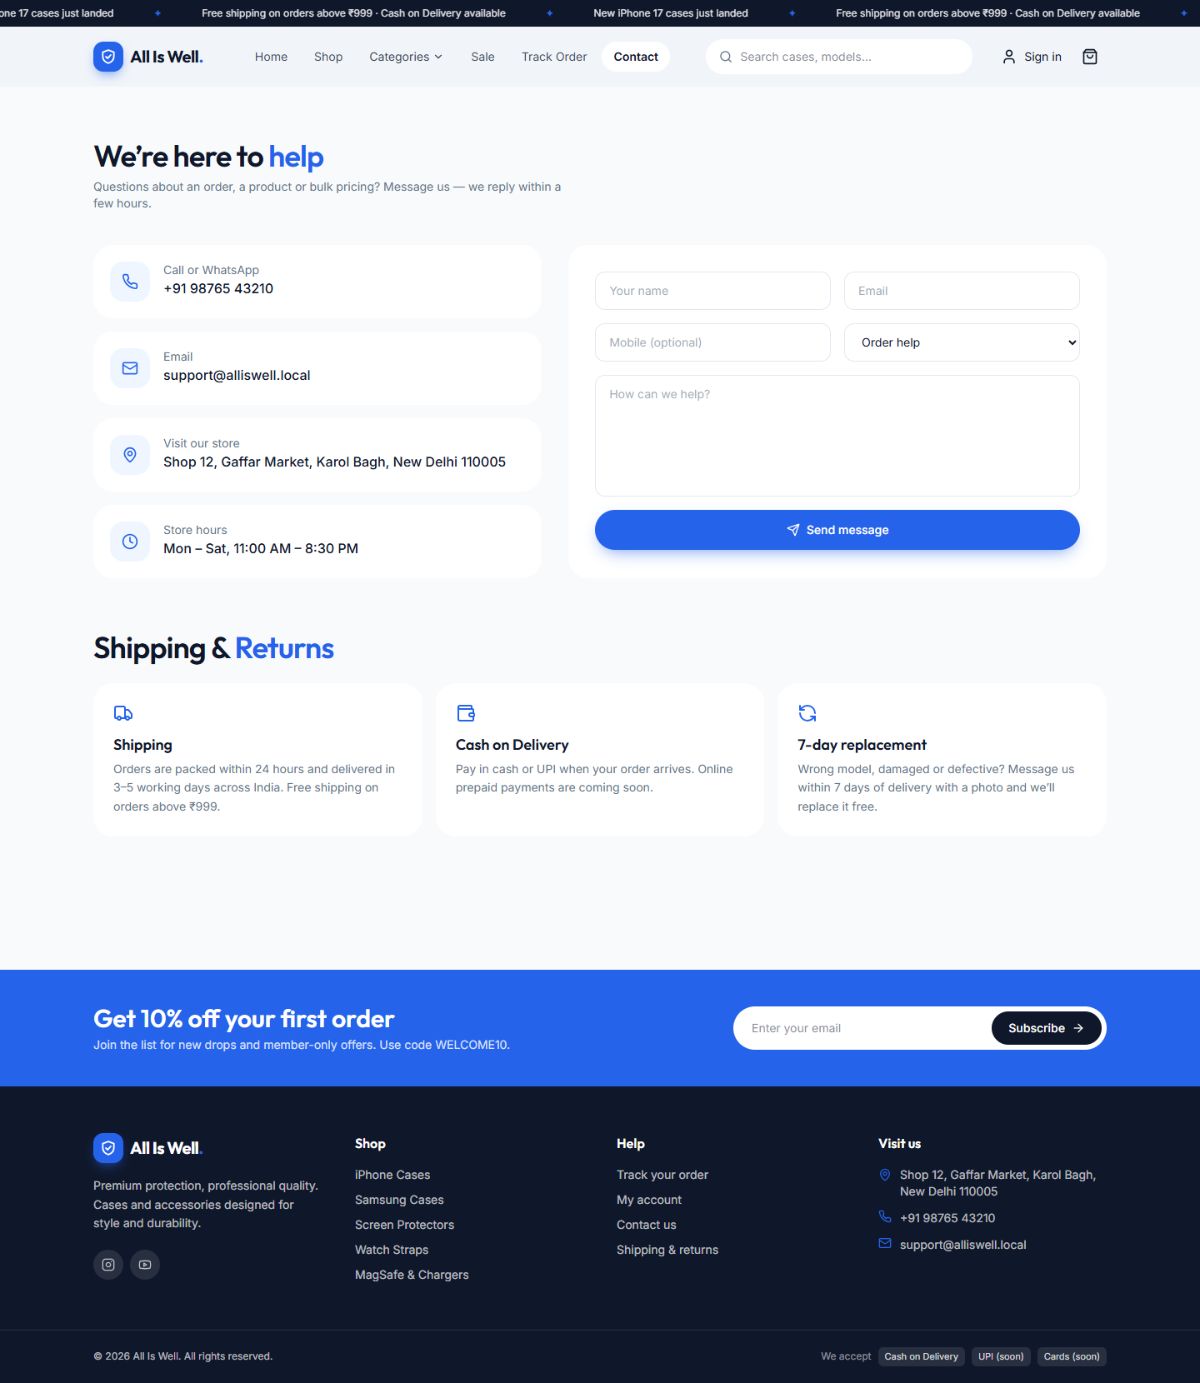 one 17 cases just landed ✦ Free shipping on orders above ₹999 · Cash on Delivery available ✦ New iPhone 17 cases just landed ✦ Free shipping on orders above ₹999 · Cash on Delivery available ✦
All Is Well.
Home Shop Categories Sale Track Order Contact
Search cases, models...
Sign in
We're here to help
Questions about an order, a product or bulk pricing? Message us — we reply within a
few hours.
Call or WhatsApp
+91 98765 43210
Email
support@alliswell.local
Visit our store
Shop 12, Gaffar Market, Karol Bagh, New Delhi 110005
Store hours
Mon – Sat, 11:00 AM – 8:30 PM
Your name
Email
Mobile (optional)
Order help
How can we help?
Send message
Shipping & Returns
Shipping
Orders are packed within 24 hours and delivered in
3–5 working days across India. Free shipping on
orders above ₹999.
Cash on Delivery
Pay in cash or UPI when your order arrives. Online
prepaid payments are coming soon.
7-day replacement
Wrong model, damaged or defective? Message us
within 7 days of delivery with a photo and we'll
replace it free.
Get 10% off your first order
Join the list for new drops and member-only offers. Use code WELCOME10.
Enter your email
Subscribe
All Is Well.
Premium protection, professional quality.
Cases and accessories designed for
style and durability.
Shop
iPhone Cases
Samsung Cases
Screen Protectors
Watch Straps
MagSafe & Chargers
Help
Track your order
My account
Contact us
Shipping & returns
Visit us
Shop 12, Gaffar Market, Karol Bagh,
New Delhi 110005
+91 98765 43210
support@alliswell.local
© 2026 All Is Well. All rights reserved.
We accept Cash on Delivery UPI (soon) Cards (soon)